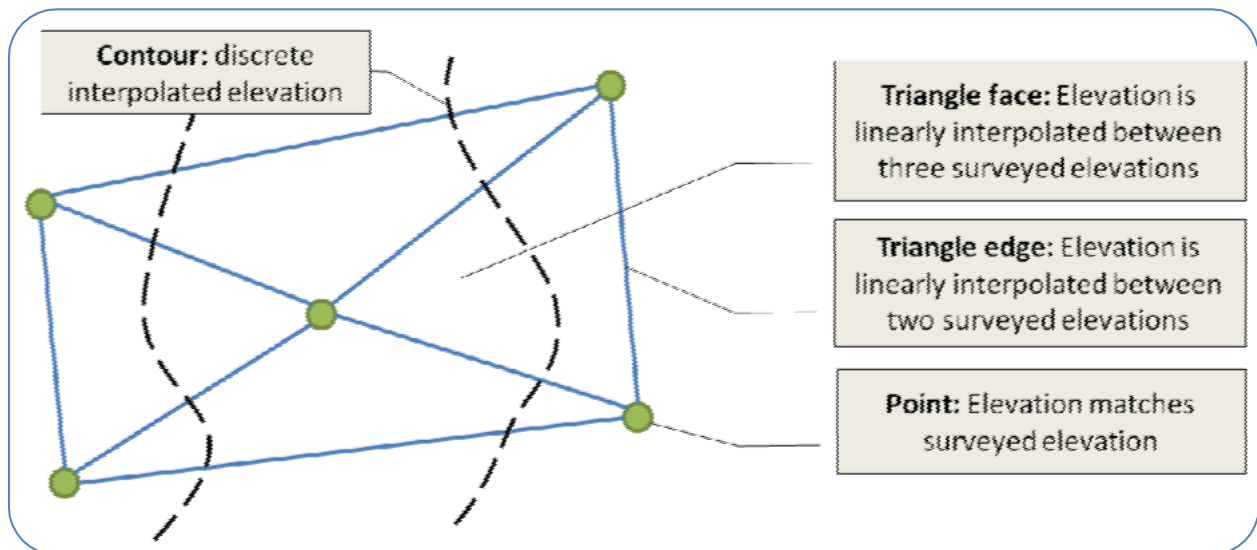 Contour: discrete
interpolated elevation
Triangle face: Elevation is
linearly interpolated between
three surveyed elevations
Triangle edge: Elevation is
linearly interpolated between
two surveyed elevations
Point: Elevation matches
surveyed elevation